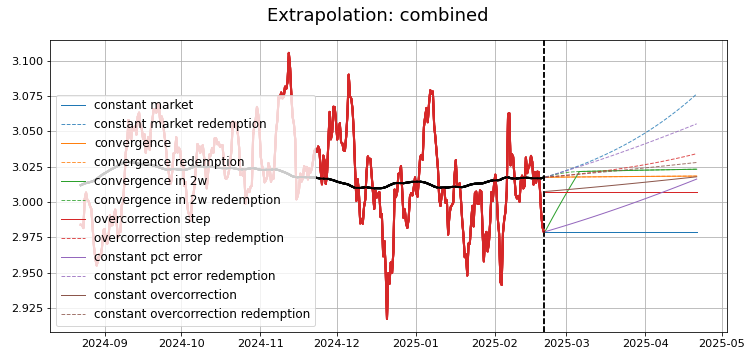 Extrapolation: combined
3.100
3.075
3.050
3.025
3.000
2.975
2.950
2.925
constant market
constant market redemption
convergence
convergence redemption
convergence in 2w
convergence in 2w redemption
overcorrection step
overcorrection step redemption
constant pct error
constant pct error redemption
constant overcorrection
constant overcorrection redemption
2024-09 2024-10 2024-11 2024-12 2025-01 2025-02 2025-03 2025-04 2025-05